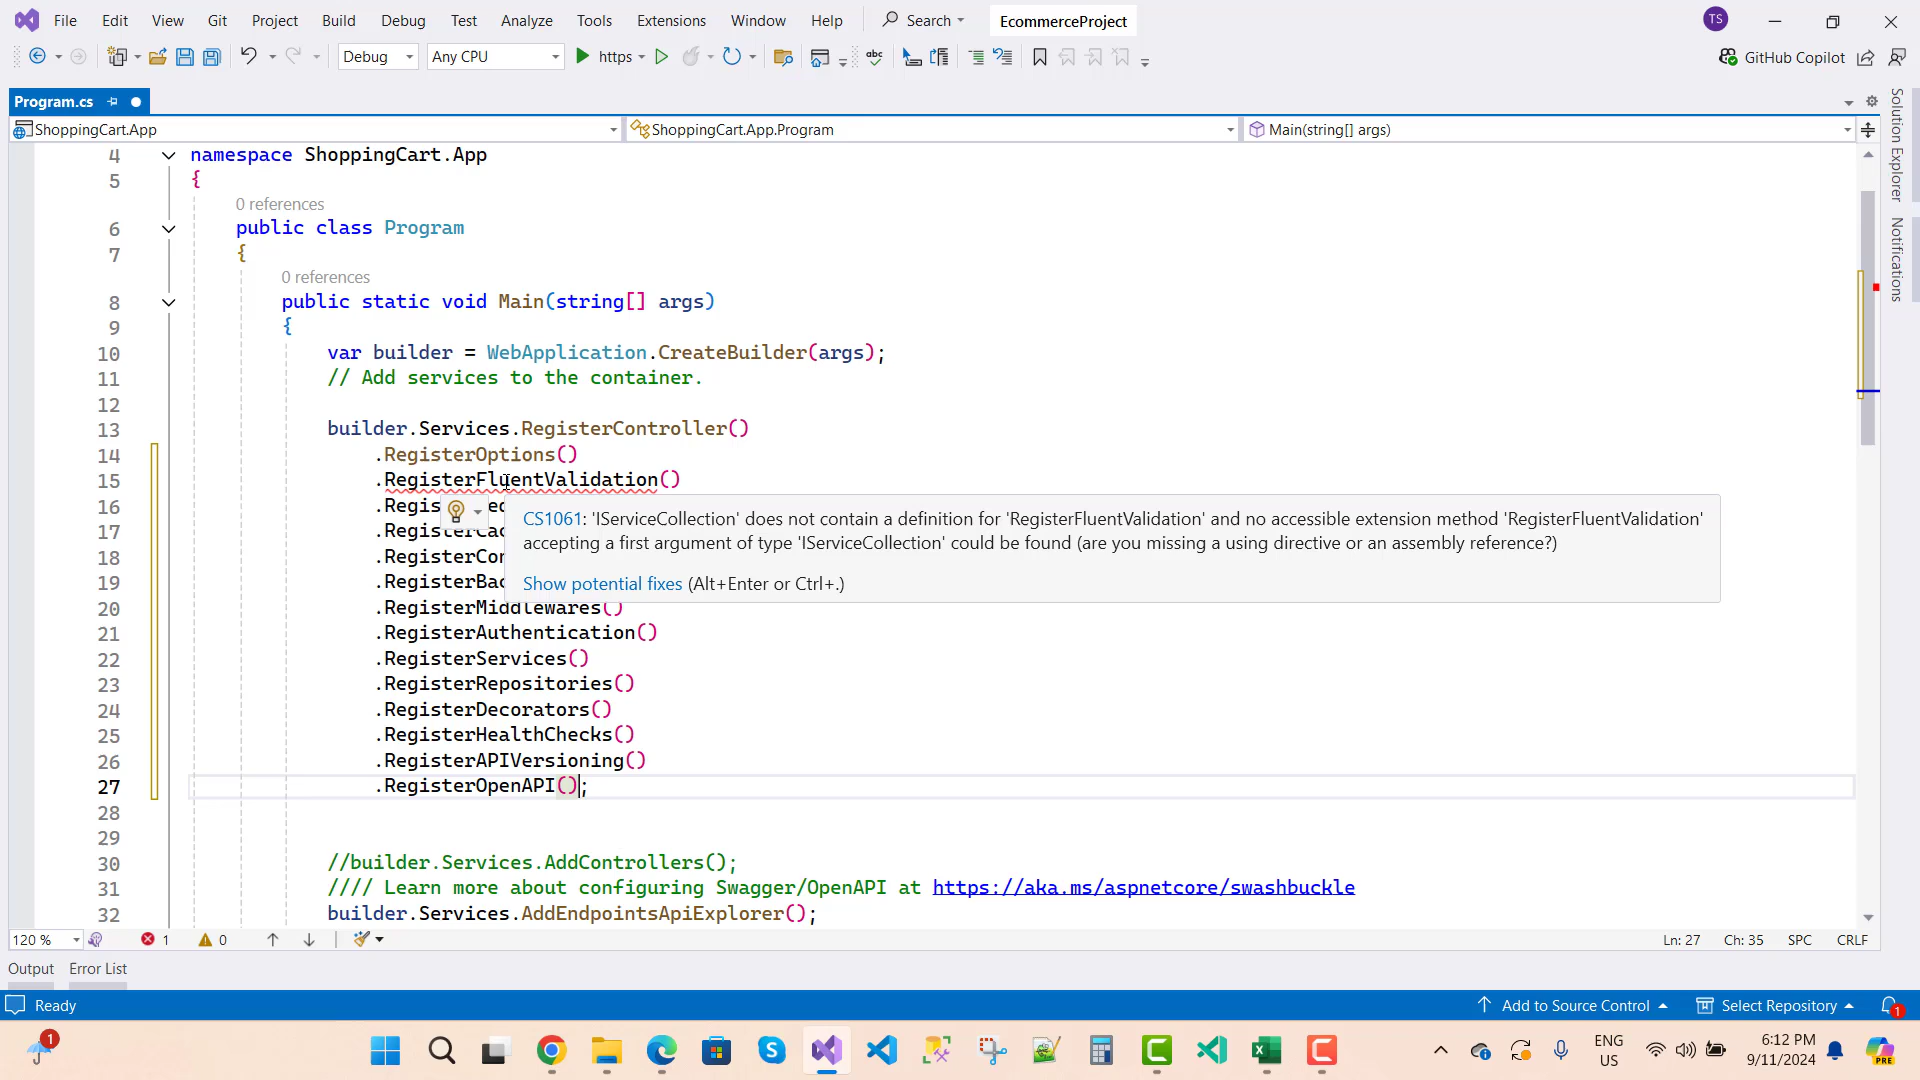 File Edit View Git Project Build Debug Test Analyze Tools Extensions Window Help Search EcommerceProject TS
Debug Any CPU https GitHub Copilot
Program.cs
ShoppingCart.App ShoppingCart.App.Program Main(string[] args)
4 namespace ShoppingCart.App
5 {
0 references
6 public class Program
7 {
0 references
8 public static void Main(string[] args)
9 {
10 var builder = WebApplication.CreateBuilder(args);
11 // Add services to the container.
12
13 builder.Services.RegisterController()
14 .RegisterOptions()
15 .RegisterFluentValidation()
16
17
18
19
CS1061: 'IServiceCollection' does not contain a definition for 'RegisterFluentValidation' and no accessible extension method 'RegisterFluentValidation'
accepting a first argument of type 'IServiceCollection' could be found (are you missing a using directive or an assembly reference?)
Show potential fixes (Alt+Enter or Ctrl+.)
20 .RegisterMiddlewares()
21 .RegisterAuthentication()
22 .RegisterServices()
23 .RegisterRepositories()
24 .RegisterDecorators()
25 .RegisterHealthChecks()
26 .RegisterAPIVersioning()
27 .RegisterOpenAPI();
28
29
30 //builder.Services.AddControllers();
31 //// Learn more about configuring Swagger/OpenAPI at https://aka.ms/aspnetcore/swashbuckle
32 builder.Services.AddEndpointsApiExplorer();
Solution Explorer
Notifications
120 % 1 0 Ln: 27 Ch: 35 SPC CRLF
Output Error List
Ready Add to Source Control Select Repository 1
1 ENG 6:12 PM
US 9/11/2024
PRE